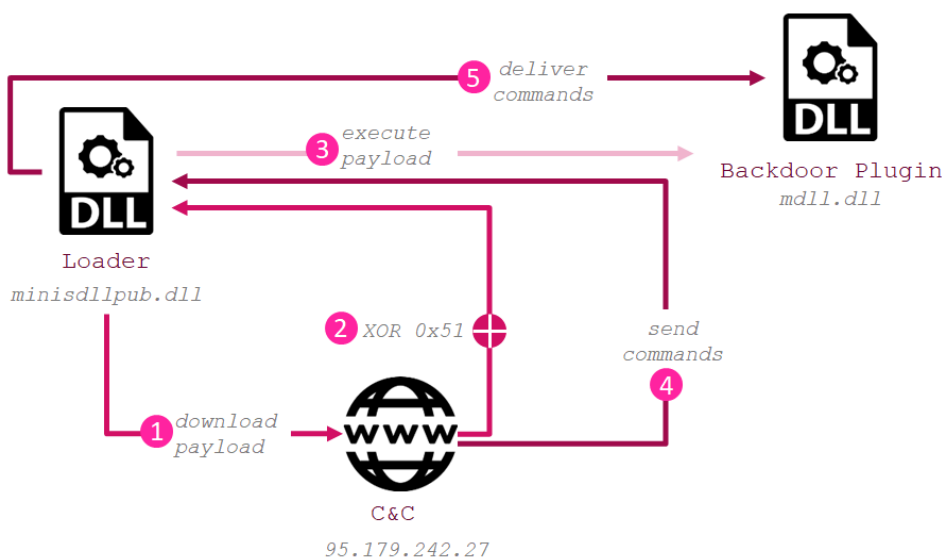 5 deliver
commands
DLL
Backdoor Plugin
mdll.dll
3 execute
payload
DLL
Loader
minisdllpub.dll
2 XOR 0x51
send
commands
4
1 download
payload
WWW
C&C
95.179.242.27